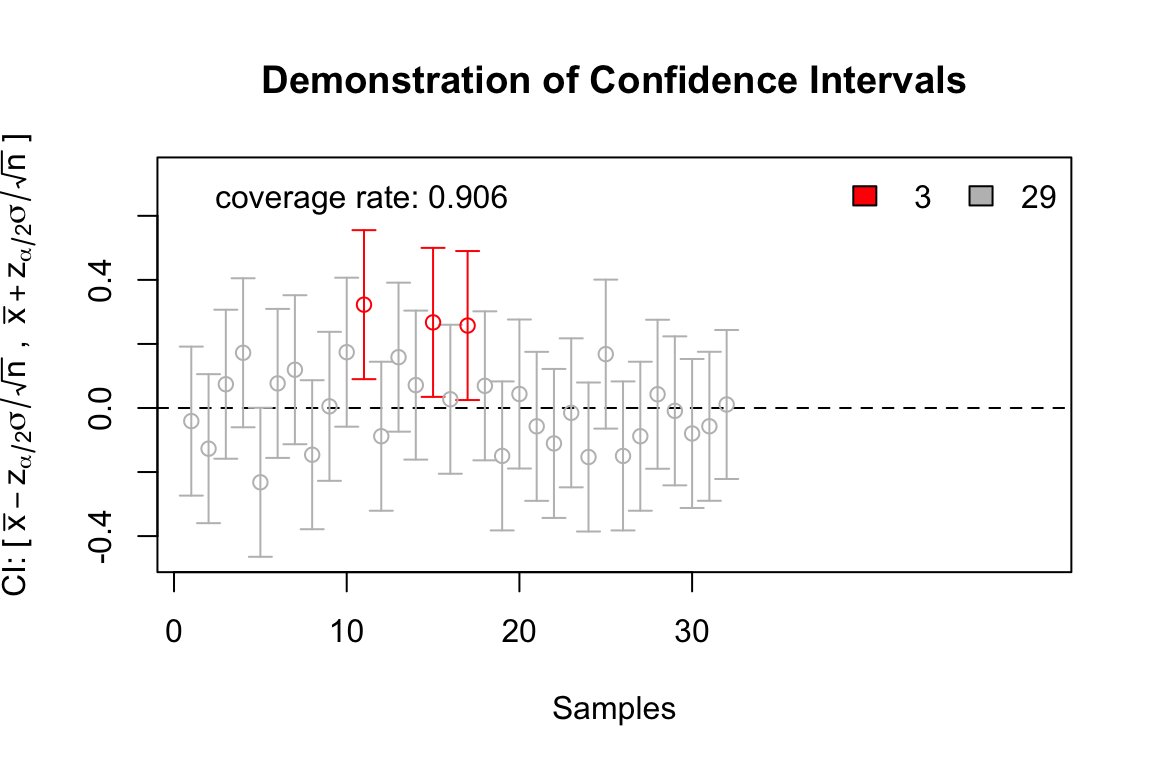 Demonstration of Confidence Intervals
coverage rate: 0.906
3 29
CI: [ x̅ − zα/2σ/√n , x̅ + zα/2σ/√n ]
0.4
0.0
-0.4
0 10 20 30
Samples